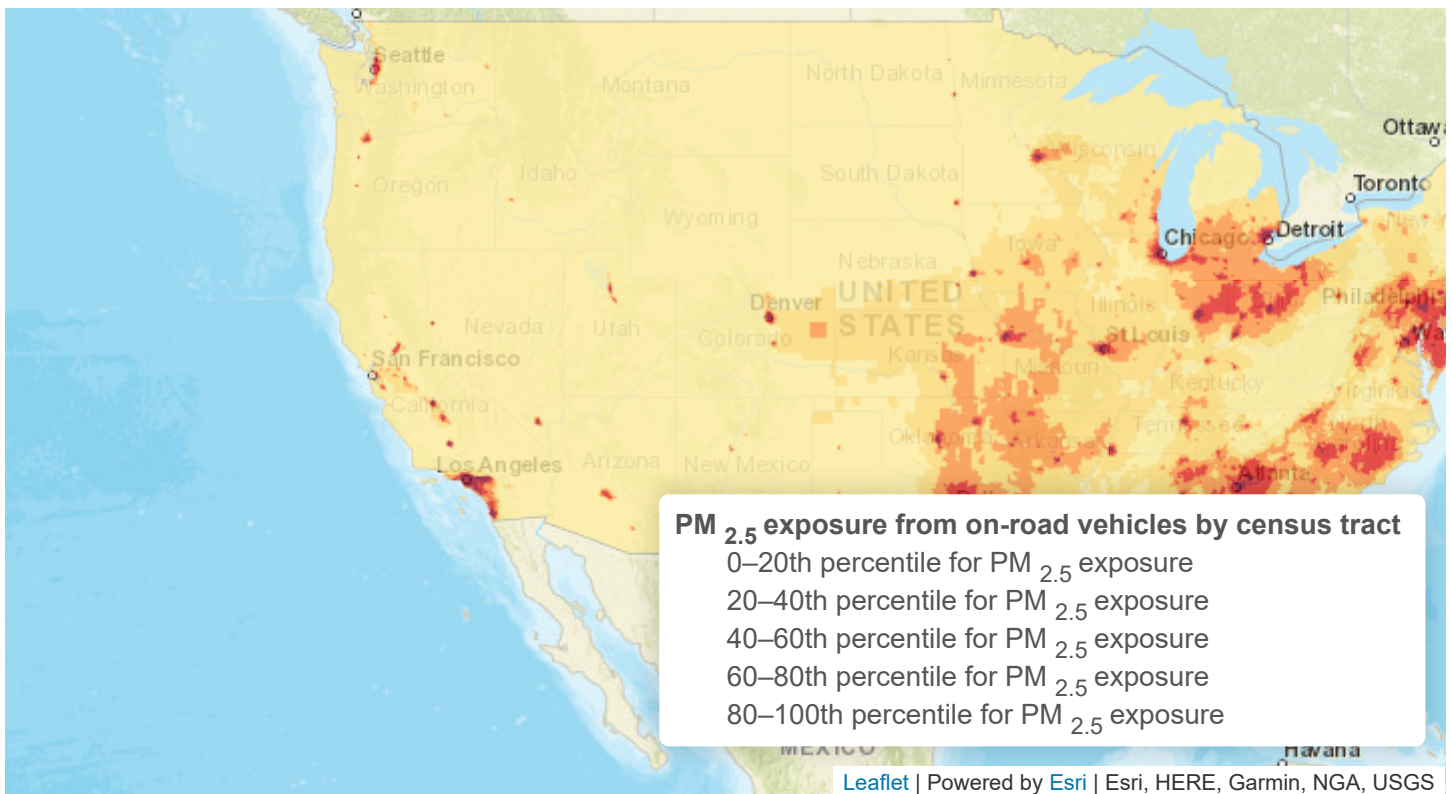 Seattle
Washington
Montana
North Dakota
Minnesota
Ottawa
Wisconsin
Oregon
Idaho
South Dakota
Toronto
Wyoming
Chicago
Detroit
Iowa
Nebraska
Denver
UNITED
STATES
Illinois
Philadelphia
Nevada
Utah
Colorado
St Louis
San Francisco
Kansas
Missouri
Kentucky
Virginia
California
Tennessee
North
Carolina
Oklahoma
Arkansas
Los Angeles
Arizona
New Mexico
Atlanta
PM 2.5 exposure from on-road vehicles by census tract
0–20th percentile for PM 2.5 exposure
20–40th percentile for PM 2.5 exposure
40–60th percentile for PM 2.5 exposure
60–80th percentile for PM 2.5 exposure
80–100th percentile for PM 2.5 exposure
MEXICO
Havana
Leaflet | Powered by Esri | Esri, HERE, Garmin, NGA, USGS